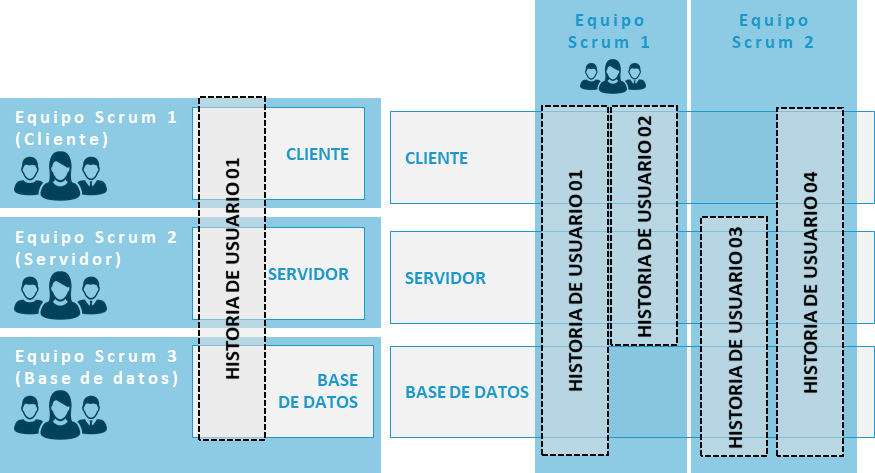 Equipo Scrum 1
(Cliente)
CLIENTE
Equipo Scrum 2
(Servidor)
SERVIDOR
Equipo Scrum 3
(Base de datos)
BASE
DE DATOS
HISTORIA DE USUARIO 01
Equipo
Scrum 1
Equipo
Scrum 2
CLIENTE
SERVIDOR
BASE DE DATOS
HISTORIA DE USUARIO 01
HISTORIA DE USUARIO 02
HISTORIA DE USUARIO 03
HISTORIA DE USUARIO 04